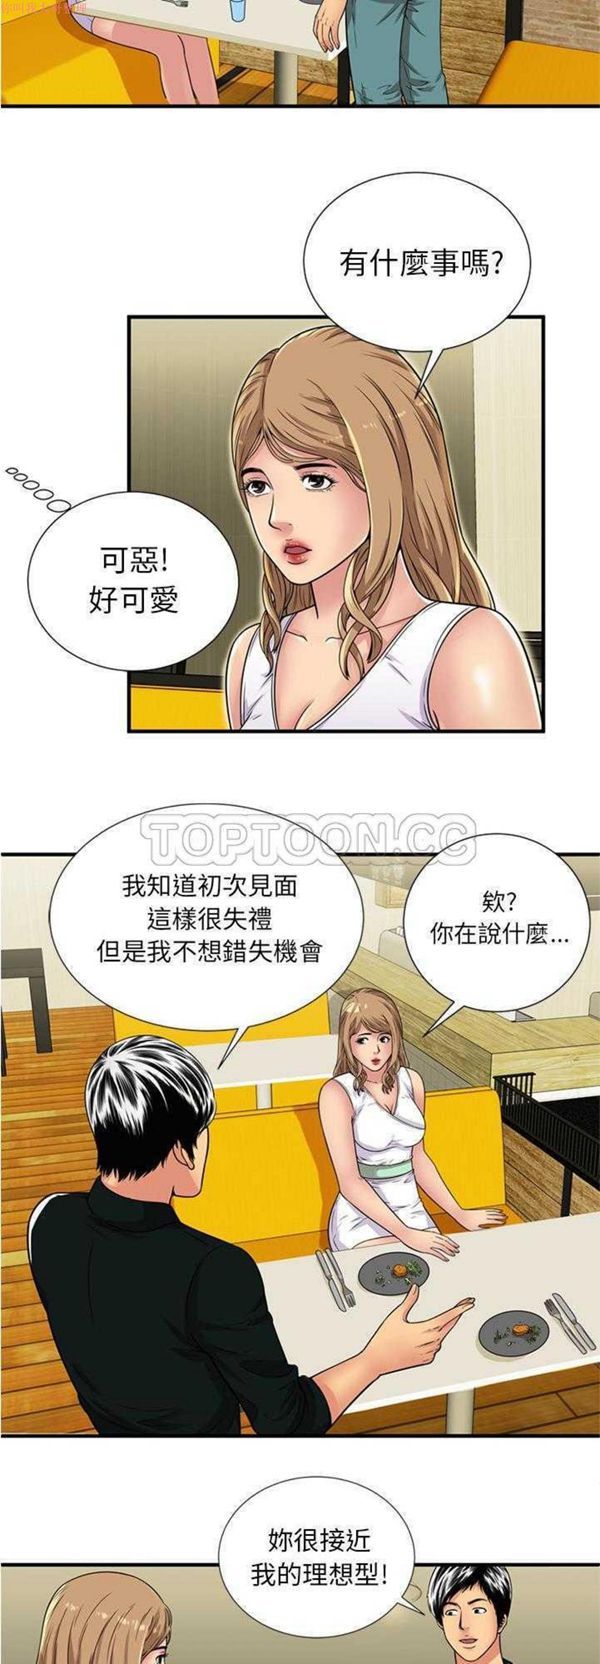 有什麼事嗎?
可惡!
好可愛
TOPTOON.CC
我知道初次見面
這樣很失禮
但是我不想錯失機會
欸?
你在說什麼...
妳很接近
我的理想型!